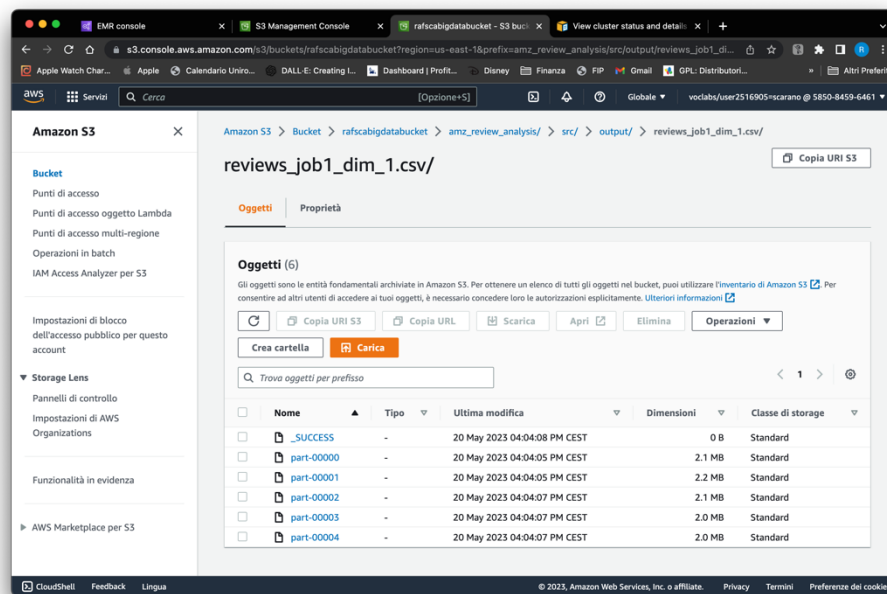 EMR console
S3 Management Console
rafscabigdatabucket - S3 buck
View cluster status and details
s3.console.aws.amazon.com/s3/buckets/rafscabigdatabucket?region=us-east-1&prefix=amz_review_analysis/src/output/reviews_job1_di...
R
Apple Watch Char...
Apple
Calendario Uniro...
DALL·E: Creating I...
Dashboard | Profit...
Disney
Finanza
FIP
Gmail
GPL: Distributori...
»
Altri Preferiti
aws
Servizi
Cerca
[Opzione+S]
Globale
voclabs/user2516905=scarano @ 5850-8459-6461
Amazon S3
Bucket
Punti di accesso
Punti di accesso oggetto Lambda
Punti di accesso multi-regione
Operazioni in batch
IAM Access Analyzer per S3
Impostazioni di blocco
dell'accesso pubblico per questo
account
Storage Lens
Pannelli di controllo
Impostazioni di AWS
Organizations
Funzionalità in evidenza
AWS Marketplace per S3
Amazon S3 > Bucket > rafscabigdatabucket > amz_review_analysis/ > src/ > output/ > reviews_job1_dim_1.csv/
reviews_job1_dim_1.csv/
Copia URI S3
Oggetti
Proprietà
Oggetti (6)
Gli oggetti sono le entità fondamentali archiviate in Amazon S3. Per ottenere un elenco di tutti gli oggetti nel bucket, puoi utilizzare l'inventario di Amazon S3. Per
consentire ad altri utenti di accedere ai tuoi oggetti, è necessario concedere loro le autorizzazioni esplicitamente. Ulteriori informazioni
Copia URI S3
Copia URL
Scarica
Apri
Elimina
Operazioni
Crea cartella
Carica
Trova oggetti per prefisso
1
Nome Tipo Ultima modifica Dimensioni Classe di storage
_SUCCESS - 20 May 2023 04:04:08 PM CEST 0 B Standard
part-00000 - 20 May 2023 04:04:05 PM CEST 2.1 MB Standard
part-00001 - 20 May 2023 04:04:05 PM CEST 2.2 MB Standard
part-00002 - 20 May 2023 04:04:07 PM CEST 2.1 MB Standard
part-00003 - 20 May 2023 04:04:07 PM CEST 2.0 MB Standard
part-00004 - 20 May 2023 04:04:07 PM CEST 2.0 MB Standard
CloudShell
Feedback
Lingua
© 2023, Amazon Web Services, Inc. o affiliate.
Privacy
Termini
Preferenze dei cookie